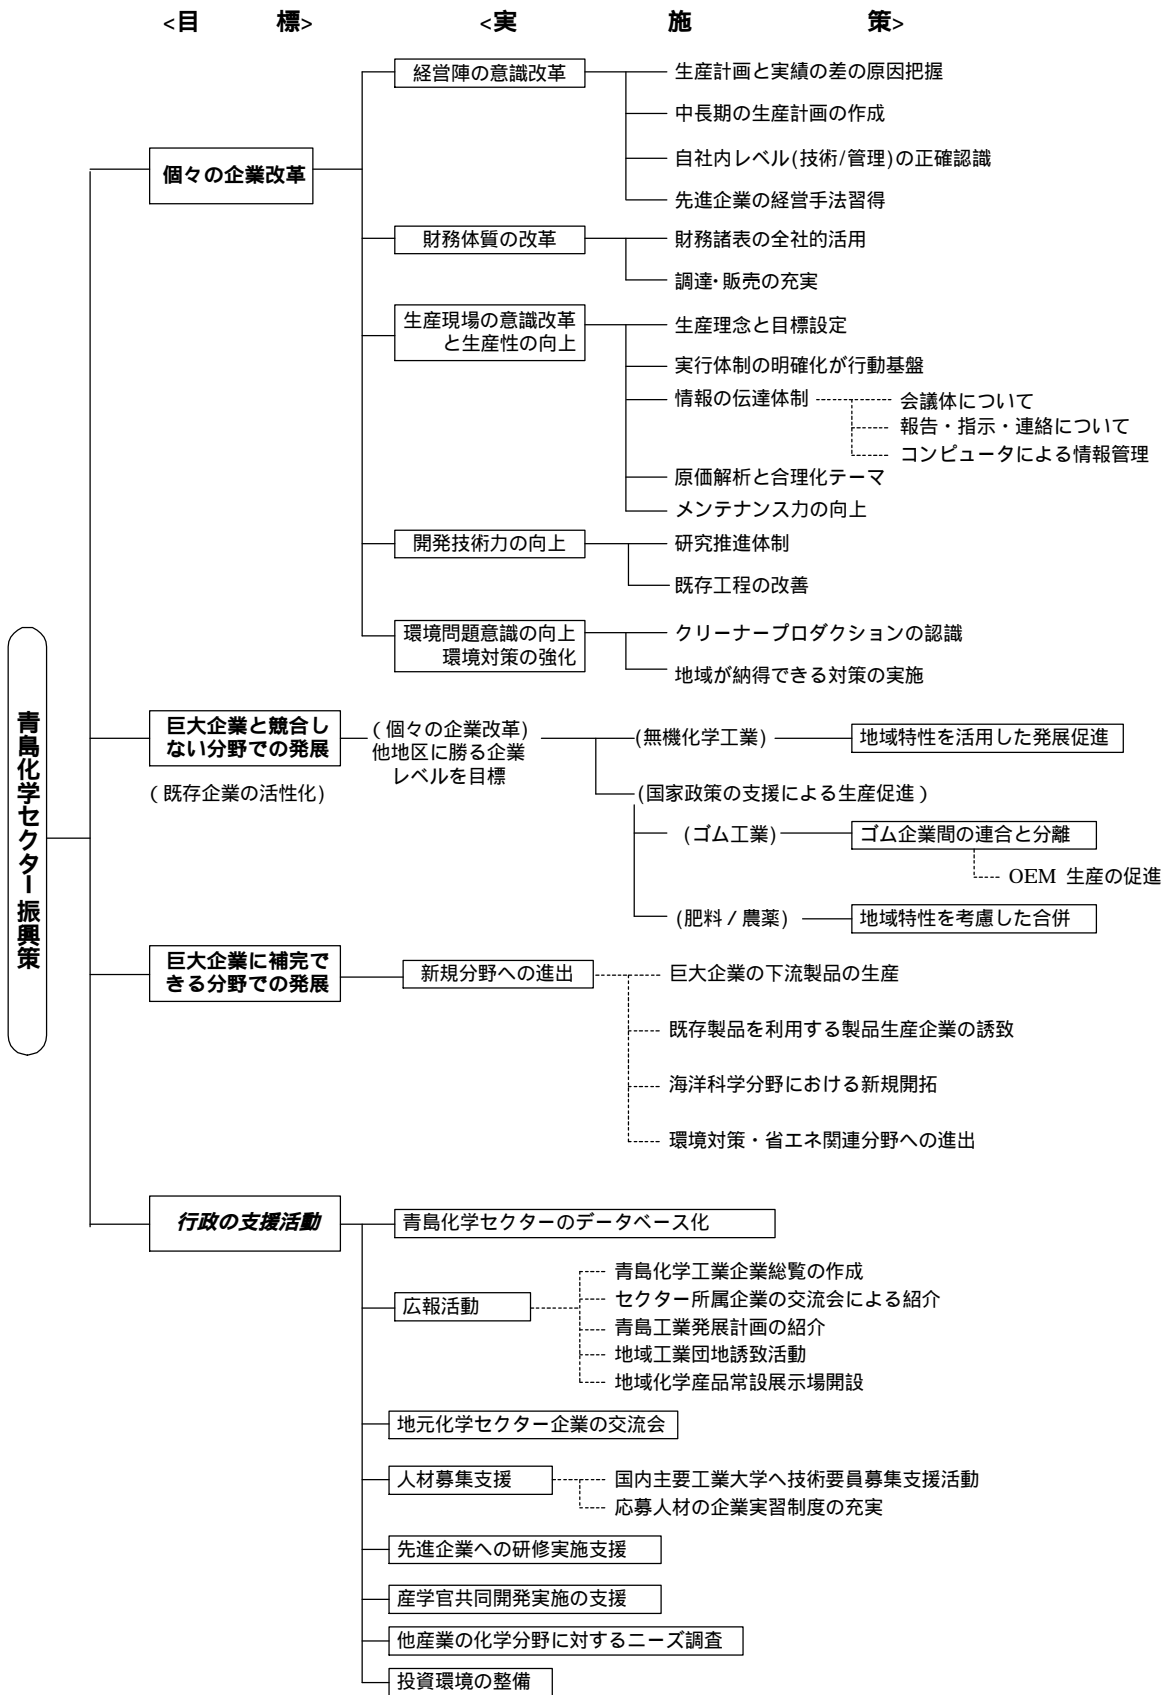 <目　標>
<実　施　策>
青島化学セクター振興策
個々の企業改革
経営陣の意識改革
生産計画と実績の差の原因把握
中長期の生産計画の作成
自社内レベル(技術/管理)の正確認識
先進企業の経営手法習得
財務体質の改革
財務諸表の全社的活用
調達・販売の充実
生産現場の意識改革
と生産性の向上
生産理念と目標設定
実行体制の明確化が行動基盤
情報の伝達体制
会議体について
報告・指示・連絡について
コンピュータによる情報管理
原価解析と合理化テーマ
メンテナンス力の向上
開発技術力の向上
研究推進体制
既存工程の改善
環境問題意識の向上
環境対策の強化
クリーナープロダクションの認識
地域が納得できる対策の実施
巨大企業と競合し
ない分野での発展
(既存企業の活性化)
(個々の企業改革)
他地区に勝る企業
レベルを目標
(無機化学工業)
地域特性を活用した発展促進
(国家政策の支援による生産促進)
(ゴム工業)
ゴム企業間の連合と分離
OEM 生産の促進
(肥料/農薬)
地域特性を考慮した合併
巨大企業に補完で
きる分野での発展
新規分野への進出
巨大企業の下流製品の生産
既存製品を利用する製品生産企業の誘致
海洋科学分野における新規開拓
環境対策・省エネ関連分野への進出
行政の支援活動
青島化学セクターのデータベース化
広報活動
青島化学工業企業総覧の作成
セクター所属企業の交流会による紹介
青島工業発展計画の紹介
地域工業団地誘致活動
地域化学産品常設展示場開設
地元化学セクター企業の交流会
人材募集支援
国内主要工業大学へ技術要員募集支援活動
応募人材の企業実習制度の充実
先進企業への研修実施支援
産学官共同開発実施の支援
他産業の化学分野に対するニーズ調査
投資環境の整備